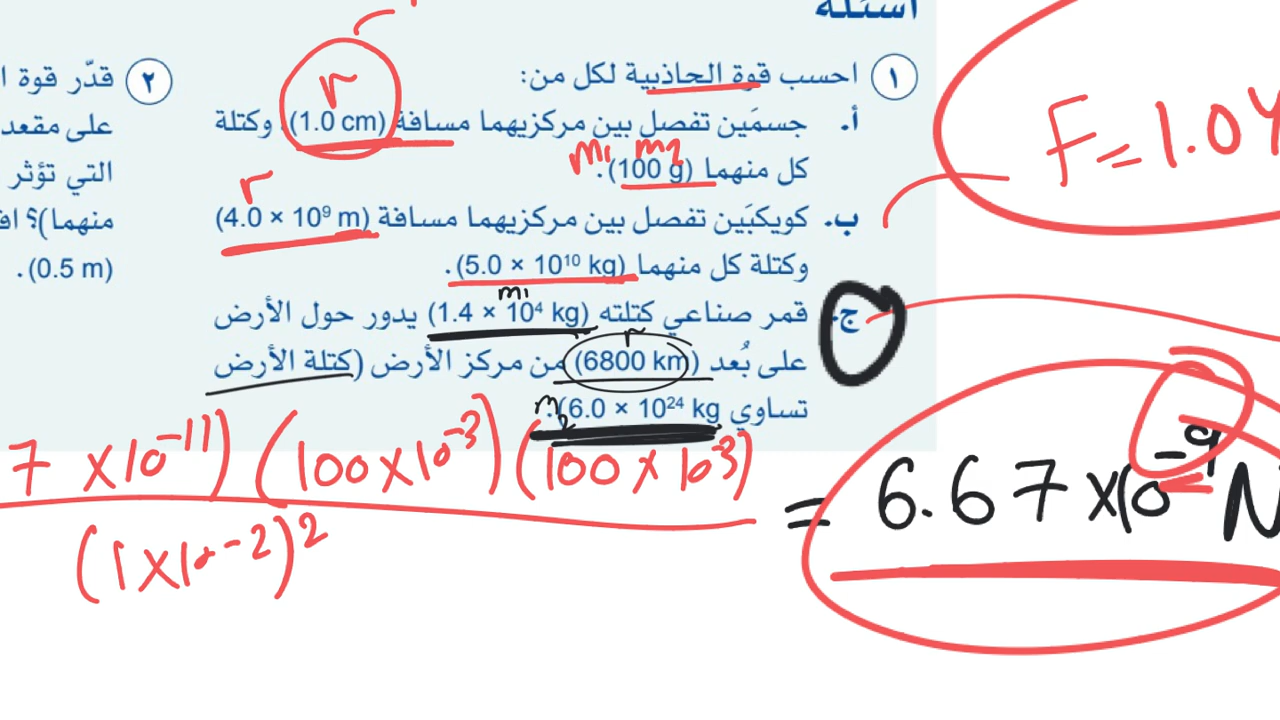 أسئلة
١ احسب قوة الجاذبية لكل من:
أ. جسمَين تفصل بين مركزيهما مسافة (1.0 cm)، وكتلة
كل منهما (100 g).
ب. كويكبَين تفصل بين مركزيهما مسافة (4.0 × 10⁹ m)
وكتلة كل منهما (5.0 × 10¹⁰ kg).
ج. قمر صناعي كتلته (1.4 × 10⁴ kg) يدور حول الأرض
على بُعد (6800 km) من مركز الأرض (كتلة الأرض
تساوي 6.0 × 10²⁴ kg).
٢ قدّر قوة
على مقعد
التي تؤثر
منهما)؟
(0.5 m).
r
m₁ m₂
r
m₁
r
m₂
F = 1.04
7 × 10⁻¹¹) (100 × 10⁻³) (100 × 10⁻³)
(1 × 10⁻²)²
= 6.67 × 10⁻⁹ N